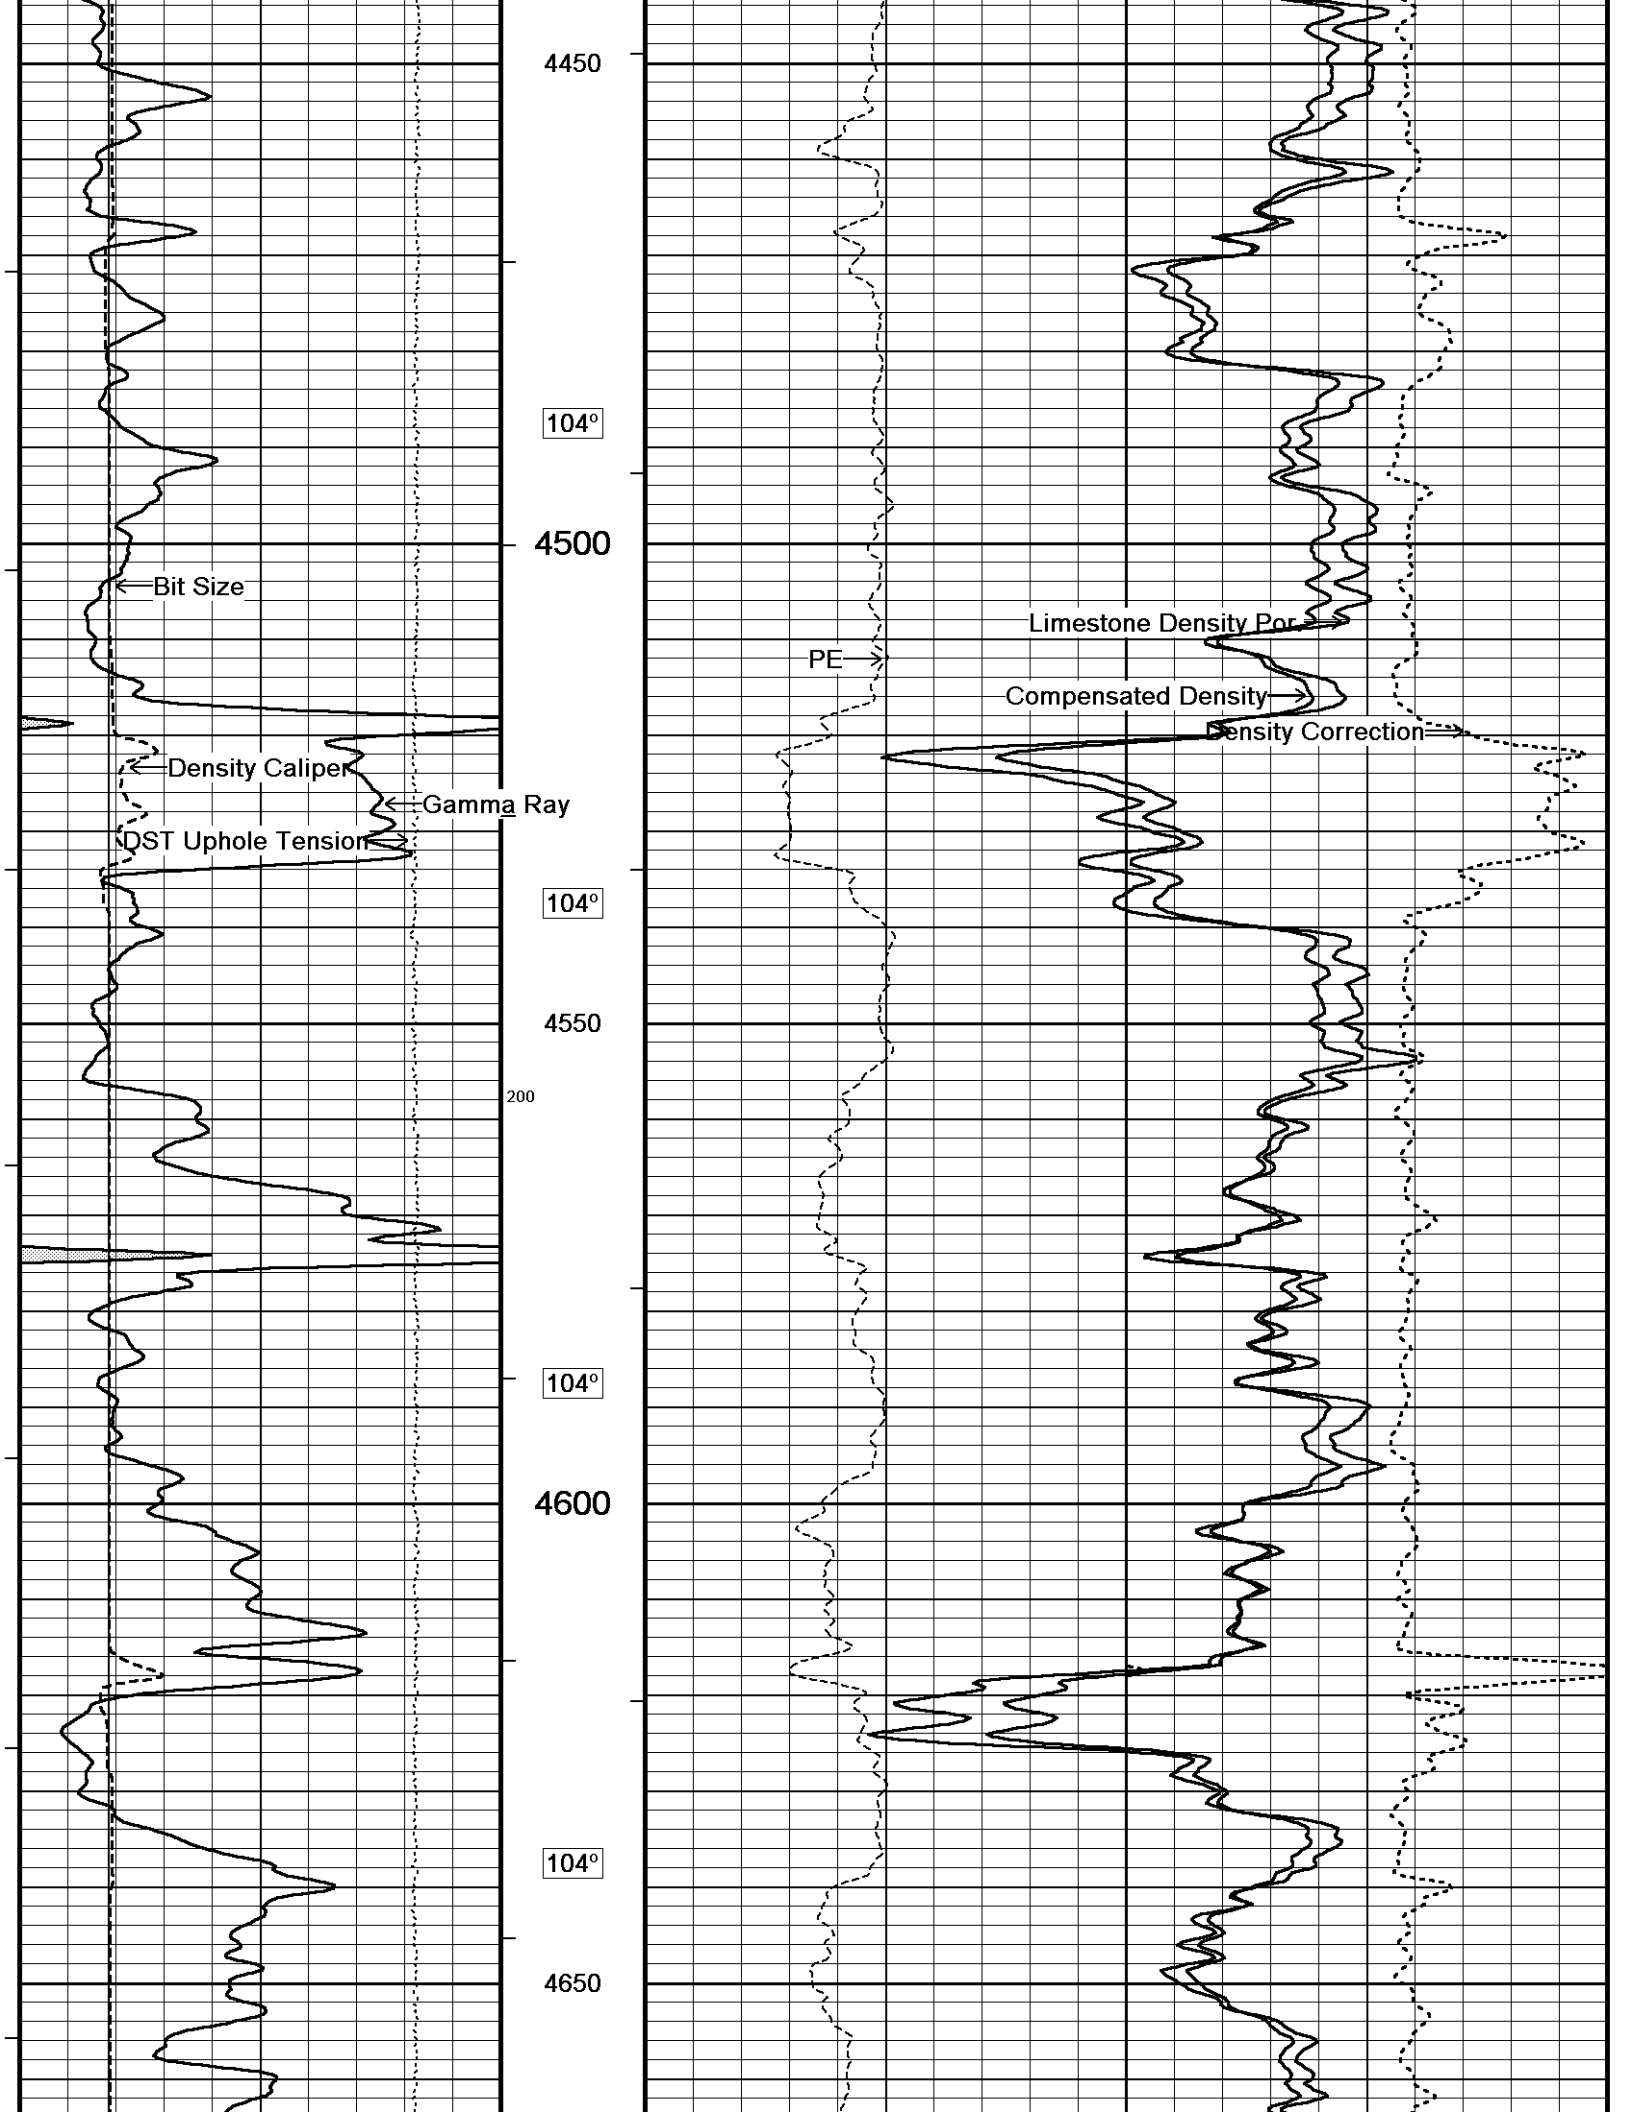 4450
104°
4500
Bit Size
Limestone Density Por
PE
Compensated Density
Density Correction
Density Caliper
Gamma Ray
DST Uphole Tension
104°
4550
200
104°
4600
104°
4650